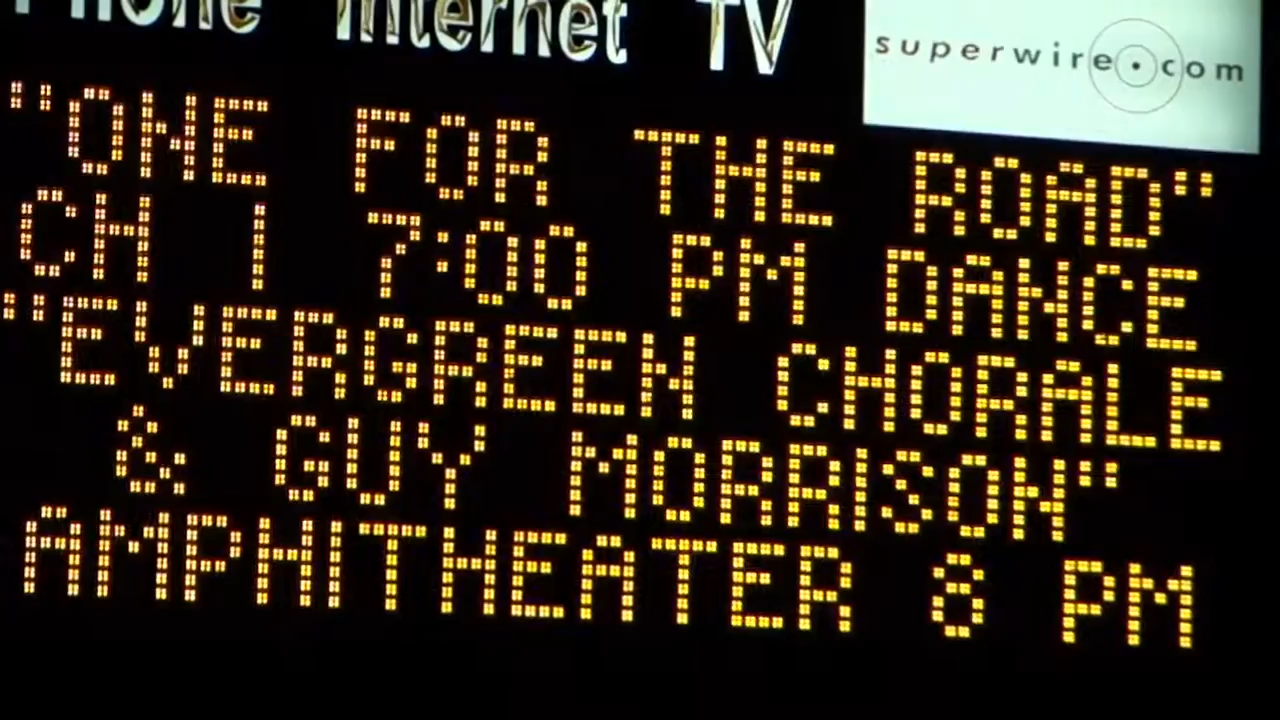 Phone Internet TV
superwire.com
"ONE FOR THE ROAD"
CH 1 7:00 PM DANCE
"EVERGREEN CHORALE
& GUY MORRISON"
AMPHITHEATER 8 PM